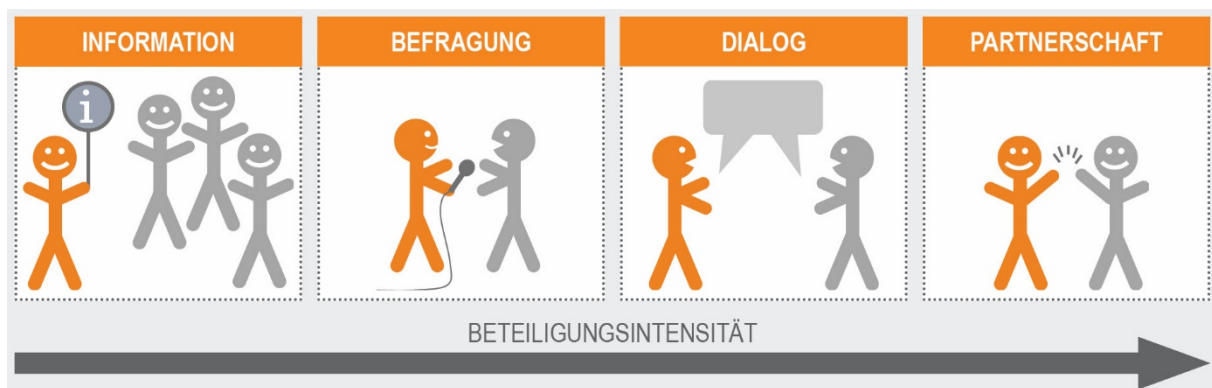 INFORMATION
BEFRAGUNG
DIALOG
PARTNERSCHAFT
i
BETEILIGUNGSINTENSITÄT